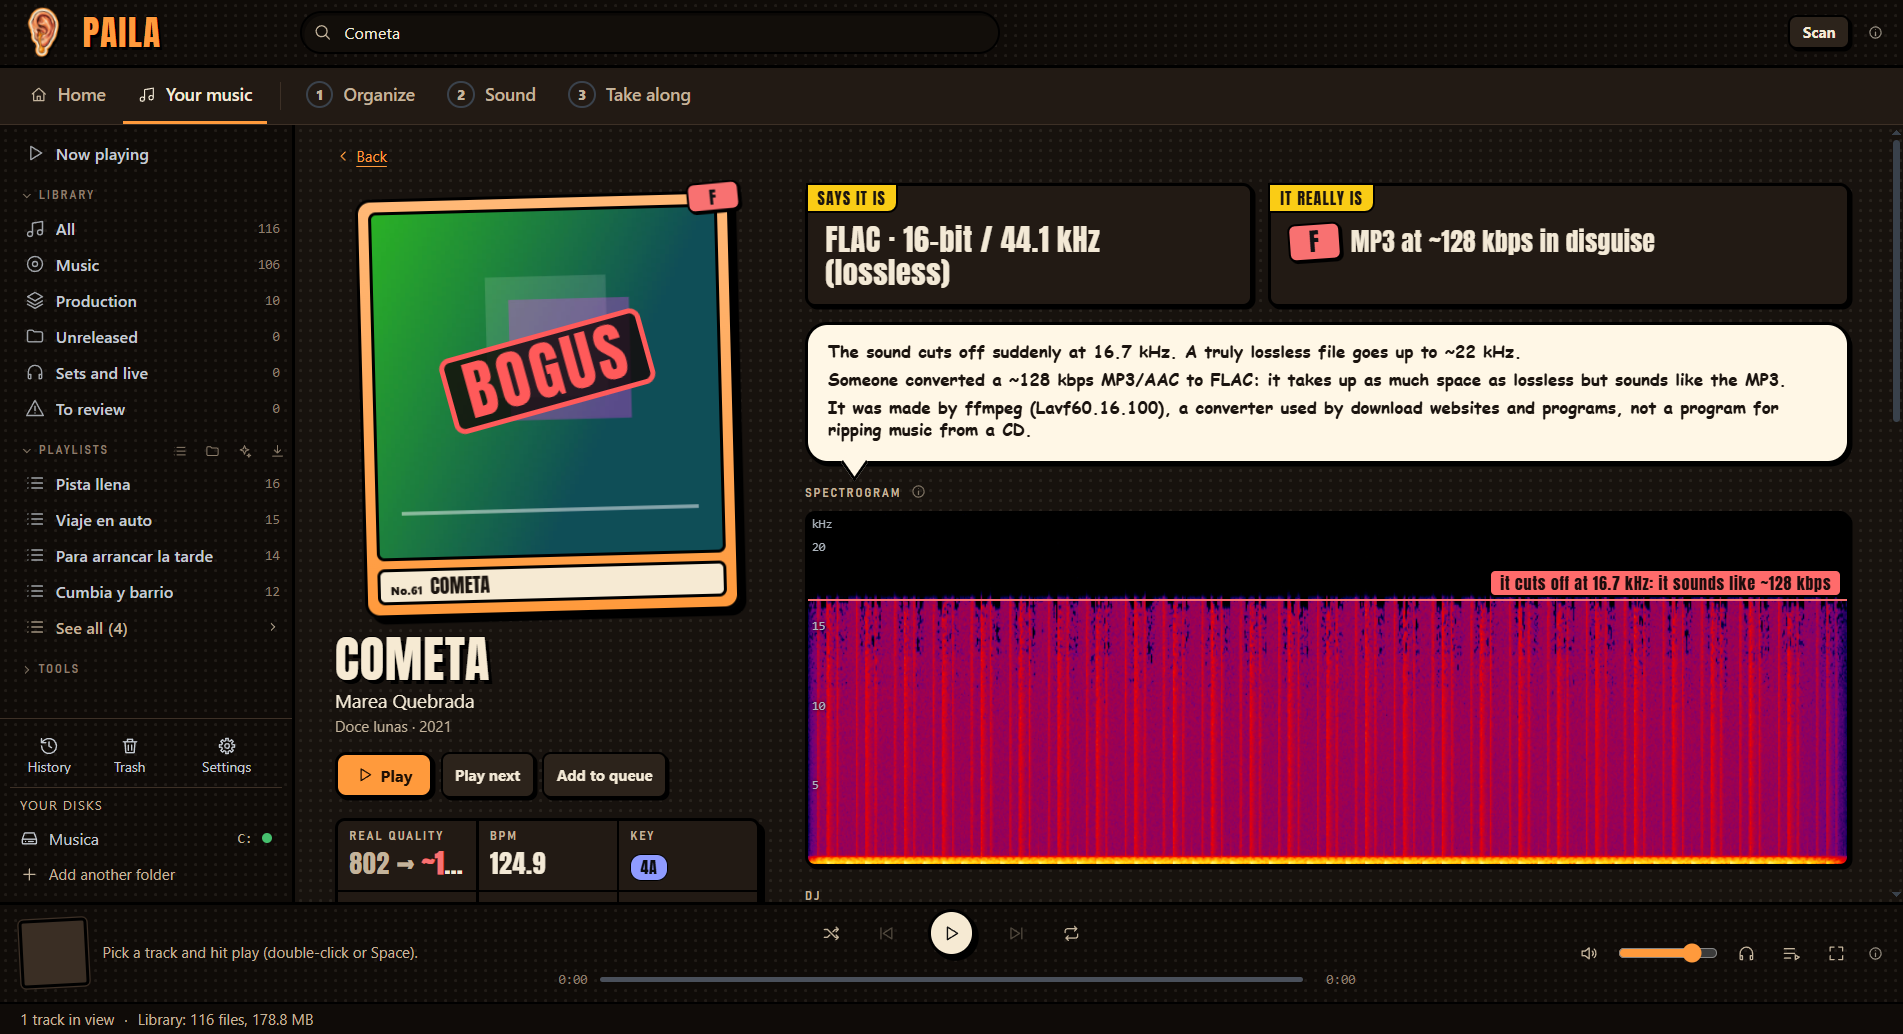 PAILA
Cometa
Scan
Home
Your music
1 Organize
2 Sound
3 Take along
Now playing
LIBRARY
All 116
Music 106
Production 10
Unreleased 0
Sets and live 0
To review 0
PLAYLISTS
Pista llena 16
Viaje en auto 15
Para arrancar la tarde 14
Cumbia y barrio 12
See all (4)
TOOLS
History
Trash
Settings
YOUR DISKS
Musica C:
Add another folder
Back
F
BOGUS
No.61 COMETA
COMETA
Marea Quebrada
Doce lunas · 2021
Play
Play next
Add to queue
REAL QUALITY
802 → ~1...
BPM
124.9
KEY
4A
SAYS IT IS
FLAC · 16-bit / 44.1 kHz
(lossless)
IT REALLY IS
F MP3 at ~128 kbps in disguise
The sound cuts off suddenly at 16.7 kHz. A truly lossless file goes up to ~22 kHz.
Someone converted a ~128 kbps MP3/AAC to FLAC: it takes up as much space as lossless but sounds like the MP3.
It was made by ffmpeg (Lavf60.16.100), a converter used by download websites and programs, not a program for
ripping music from a CD.
SPECTROGRAM
kHz
20
it cuts off at 16.7 kHz: it sounds like ~128 kbps
15
10
5
DJ
Pick a track and hit play (double-click or Space).
0:00
0:00
1 track in view · Library: 116 files, 178.8 MB